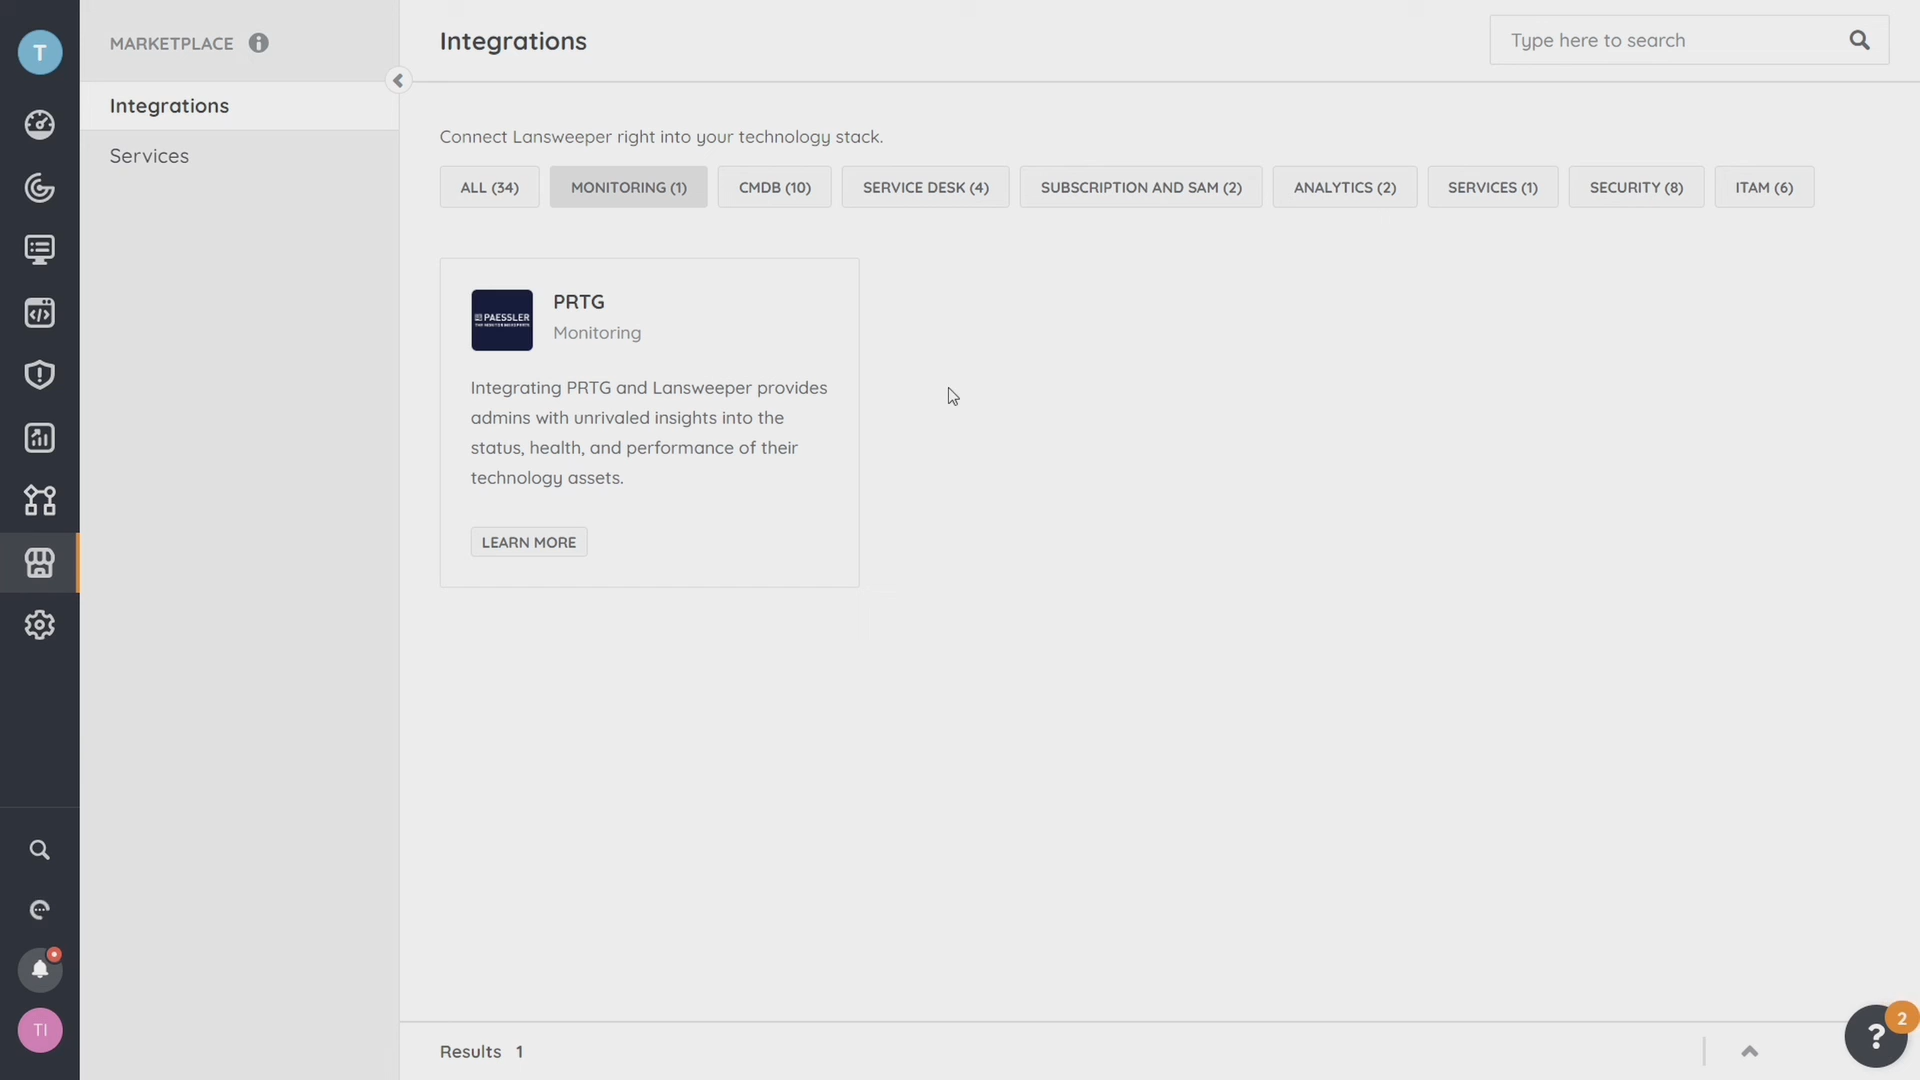 T
MARKETPLACE
Integrations
Services
TI
Integrations
Type here to search
Connect Lansweeper right into your technology stack.
ALL (34)
MONITORING (1)
CMDB (10)
SERVICE DESK (4)
SUBSCRIPTION AND SAM (2)
ANALYTICS (2)
SERVICES (1)
SECURITY (8)
ITAM (6)
PAESSLER
PRTG
Monitoring
Integrating PRTG and Lansweeper provides
admins with unrivaled insights into the
status, health, and performance of their
technology assets.
LEARN MORE
Results 1
?
2